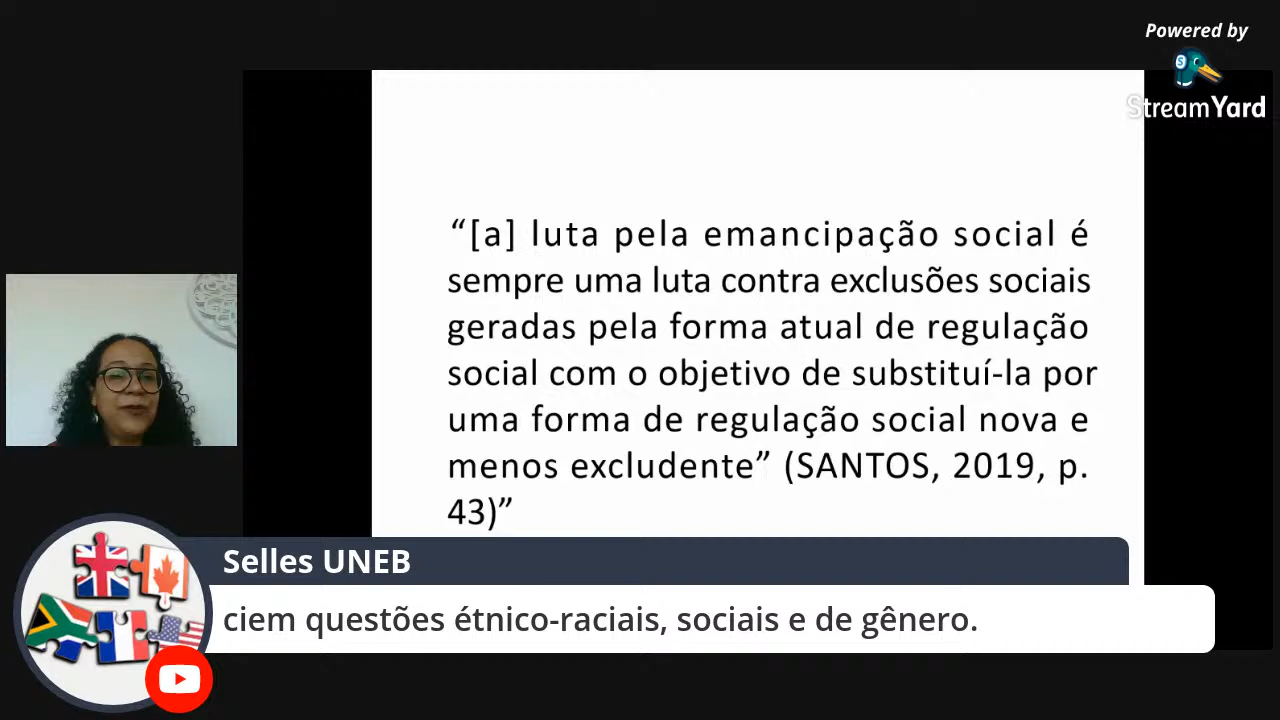 Powered by
StreamYard
“[a] luta pela emancipação social é
sempre uma luta contra exclusões sociais
geradas pela forma atual de regulação
social com o objetivo de substituí-la por
uma forma de regulação social nova e
menos excludente” (SANTOS, 2019, p.
43)”
Selles UNEB
ciem questões étnico-raciais, sociais e de gênero.